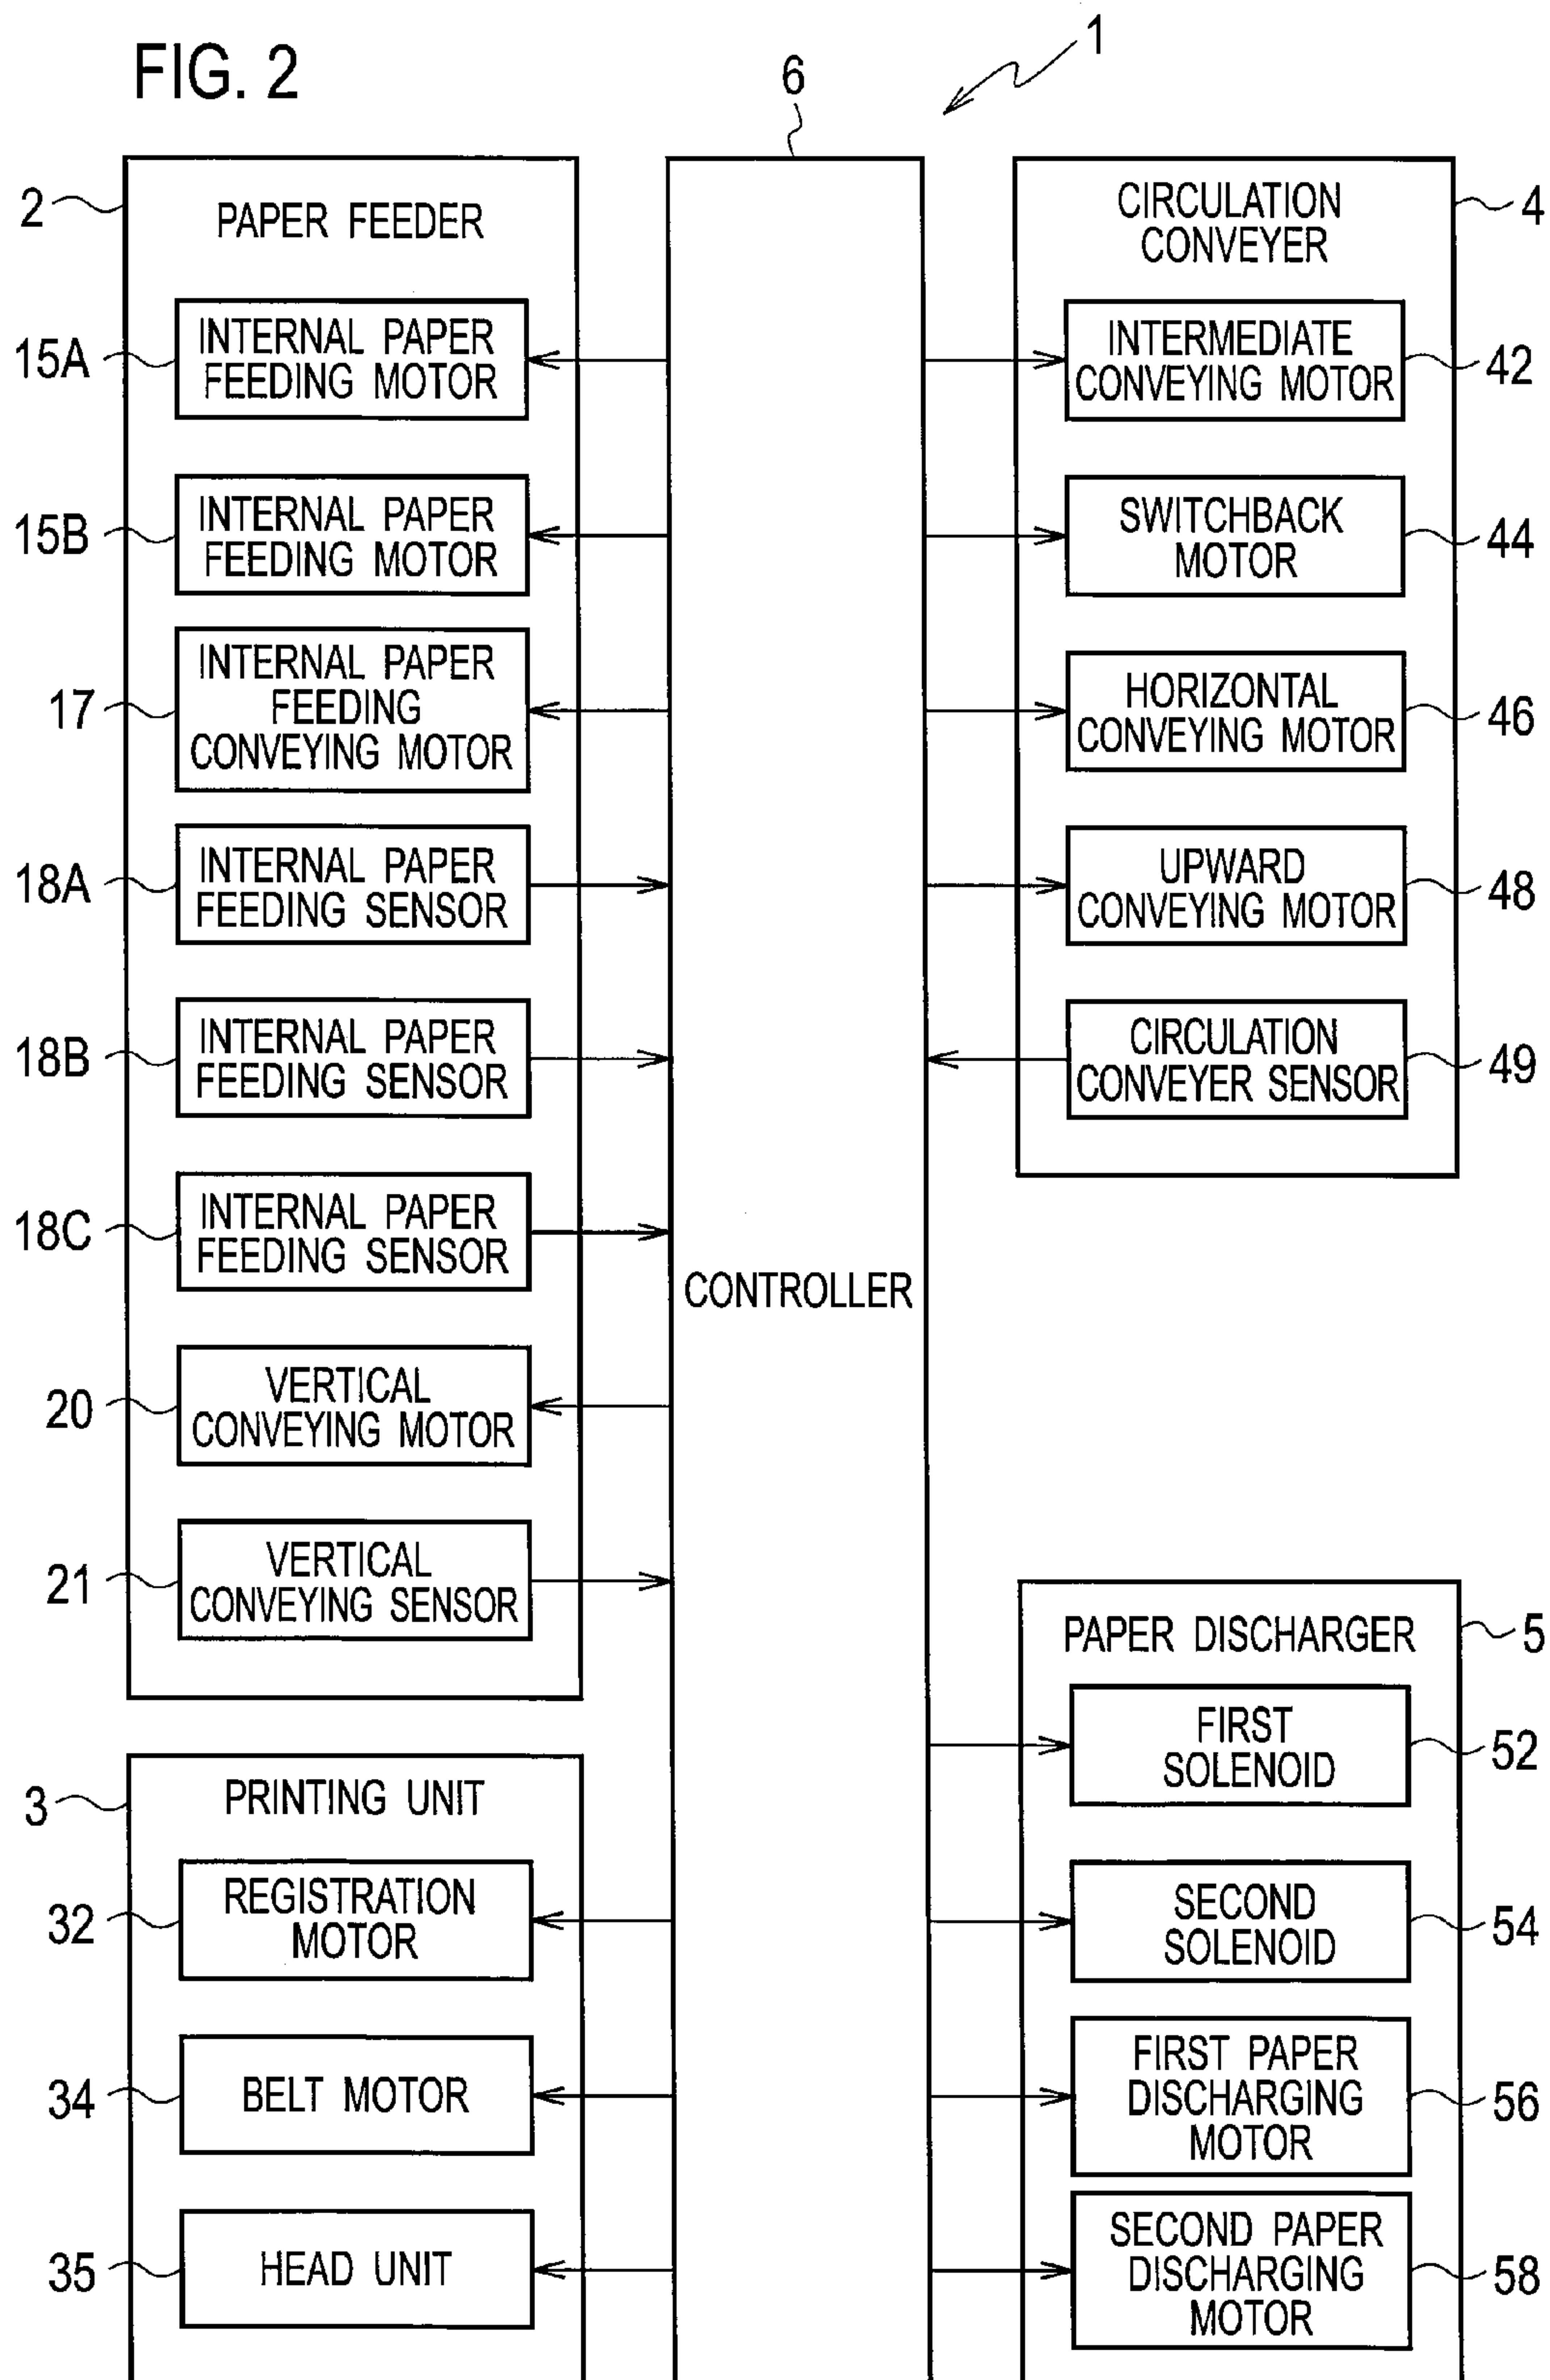 FIG. 2
1
6
2
PAPER FEEDER
15A
INTERNAL PAPER
FEEDING MOTOR
15B
INTERNAL PAPER
FEEDING MOTOR
17
INTERNAL PAPER
FEEDING
CONVEYING MOTOR
18A
INTERNAL PAPER
FEEDING SENSOR
18B
INTERNAL PAPER
FEEDING SENSOR
18C
INTERNAL PAPER
FEEDING SENSOR
20
VERTICAL
CONVEYING MOTOR
21
VERTICAL
CONVEYING SENSOR
3
PRINTING UNIT
32
REGISTRATION
MOTOR
34
BELT MOTOR
35
HEAD UNIT
CONTROLLER
CIRCULATION
CONVEYER
4
INTERMEDIATE
CONVEYING MOTOR
42
SWITCHBACK
MOTOR
44
HORIZONTAL
CONVEYING MOTOR
46
UPWARD
CONVEYING MOTOR
48
CIRCULATION
CONVEYER SENSOR
49
PAPER DISCHARGER
5
FIRST
SOLENOID
52
SECOND
SOLENOID
54
FIRST PAPER
DISCHARGING
MOTOR
56
SECOND PAPER
DISCHARGING
MOTOR
58